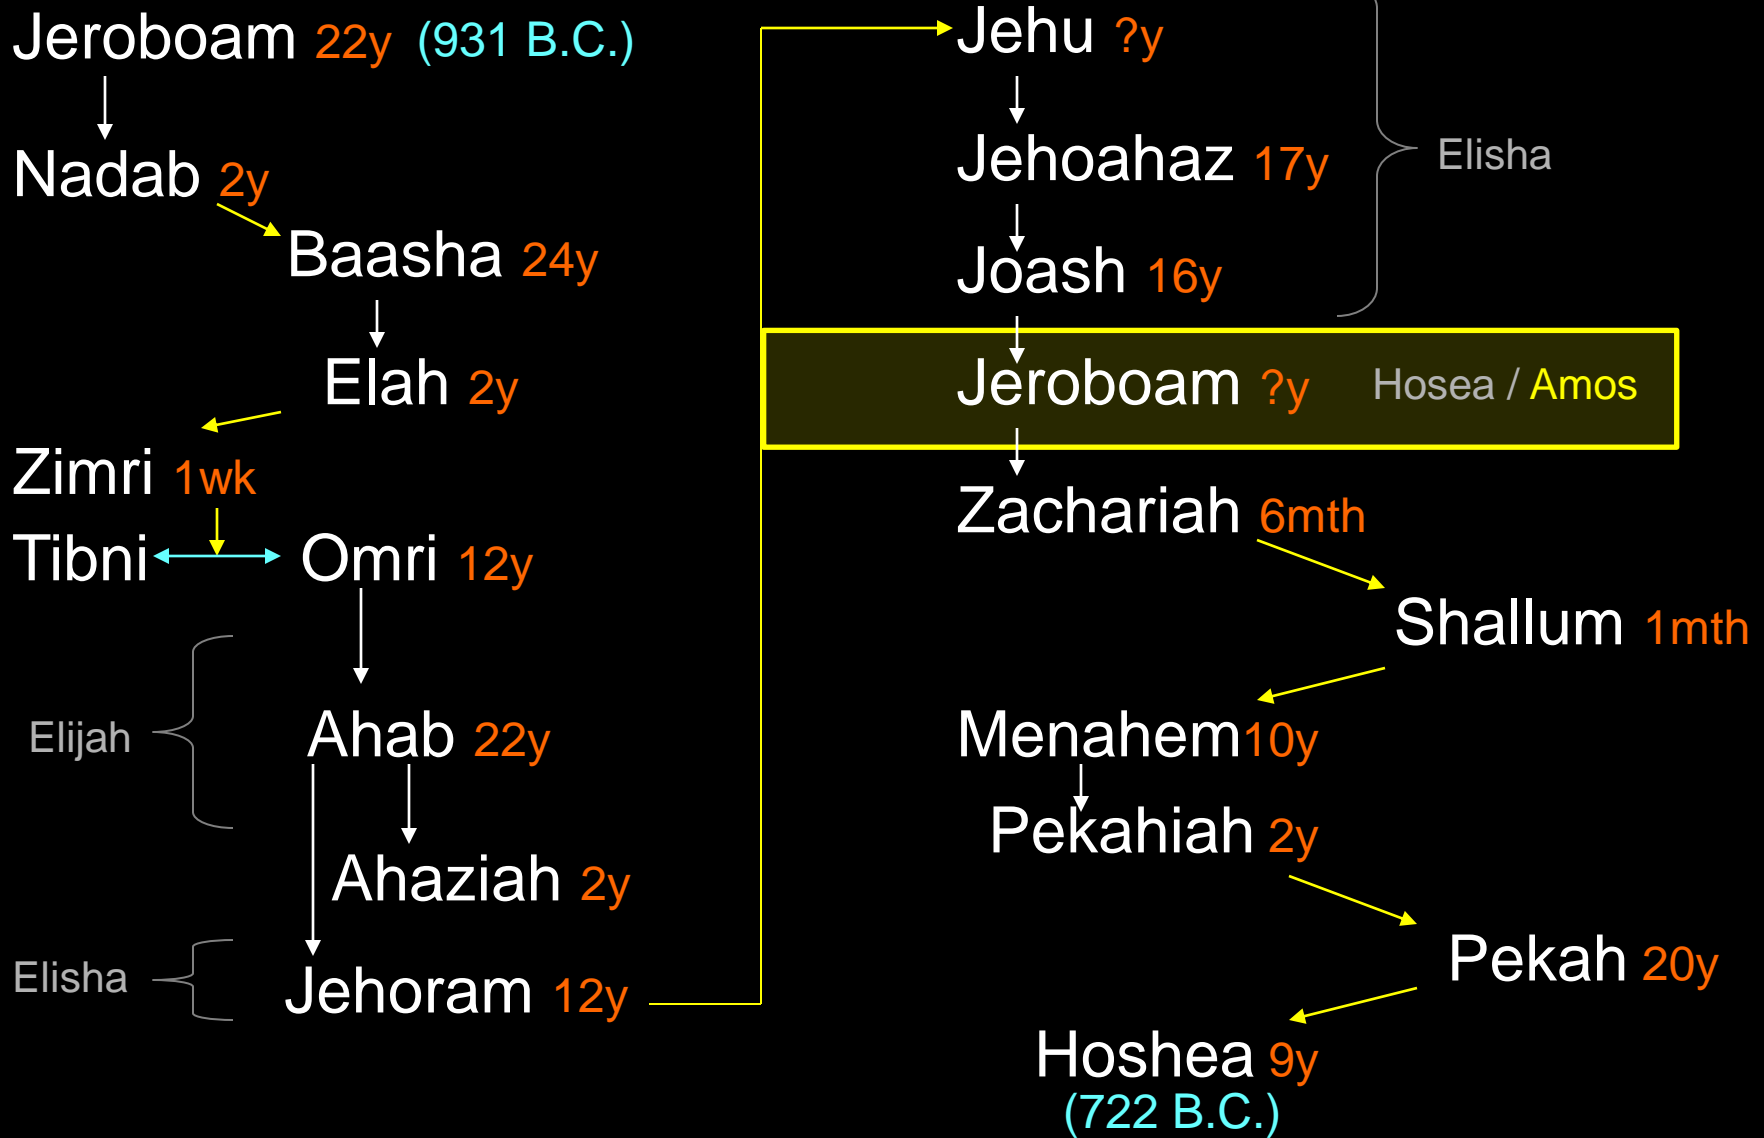 Jeroboam 22y (931 B.C.)
Nadab 2y
Baasha 24y
Elah 2y
Zimri 1wk
Tibni
Omri 12y
Elijah
Ahab 22y
Ahaziah 2y
Elisha
Jehoram 12y
Jehu ?y
Jehoahaz 17y
Elisha
Joash 16y
Jeroboam ?y
Hosea / Amos
Zachariah 6mth
Shallum 1mth
Menahem10y
Pekahiah 2y
Pekah 20y
Hoshea 9y
(722 B.C.)